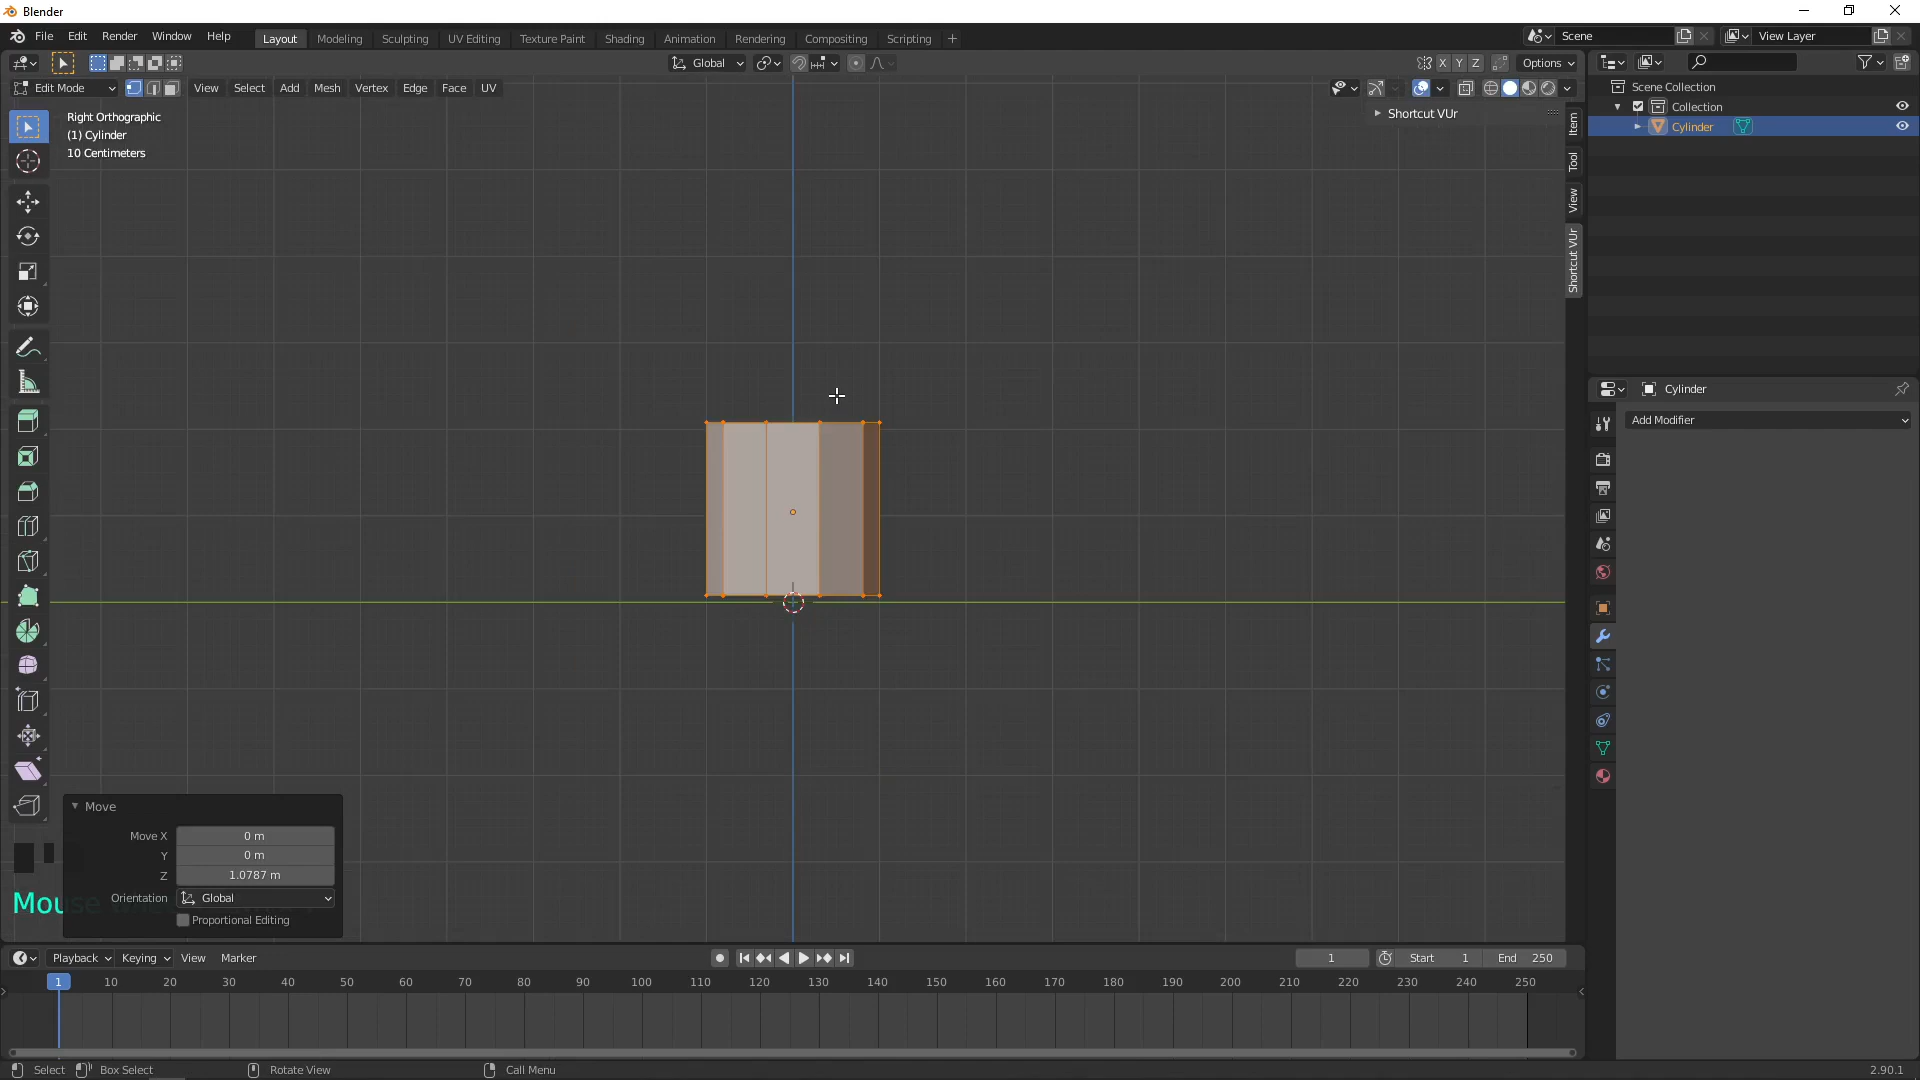 Blender
File Edit Render Window Help
Layout Modeling Sculpting UV Editing Texture Paint Shading Animation Rendering Compositing Scripting +
Scene
View Layer
Global
X Y Z
Options
Edit Mode
View Select Add Mesh Vertex Edge Face UV
Right Orthographic
(1) Cylinder
10 Centimeters
Shortcut VUr
Item
Tool
View
Shortcut VUr
Scene Collection
Collection
Cylinder
Cylinder
Add Modifier
Move
Move X 0 m
Y 0 m
Z 1.0787 m
Orientation Global
Proportional Editing
Mou
Playback Keying View Marker
1
Start 1
End 250
1 10 20 30 40 50 60 70 80 90 100 110 120 130 140 150 160 170 180 190 200 210 220 230 240 250
Select Box Select Rotate View Call Menu
2.90.1